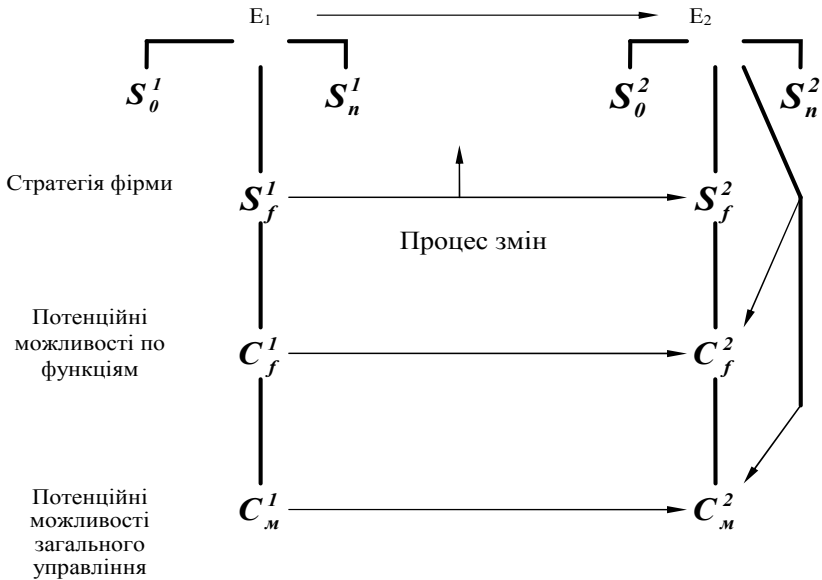 E₁ E₂
S₀¹ Sₙ¹ S₀² Sₙ²
Стратегія фірми
S_f¹ S_f²
Процес змін
Потенційні
можливості по
функціям
C_f¹ C_f²
Потенційні
можливості
загального
управління
C_м¹ C_м²